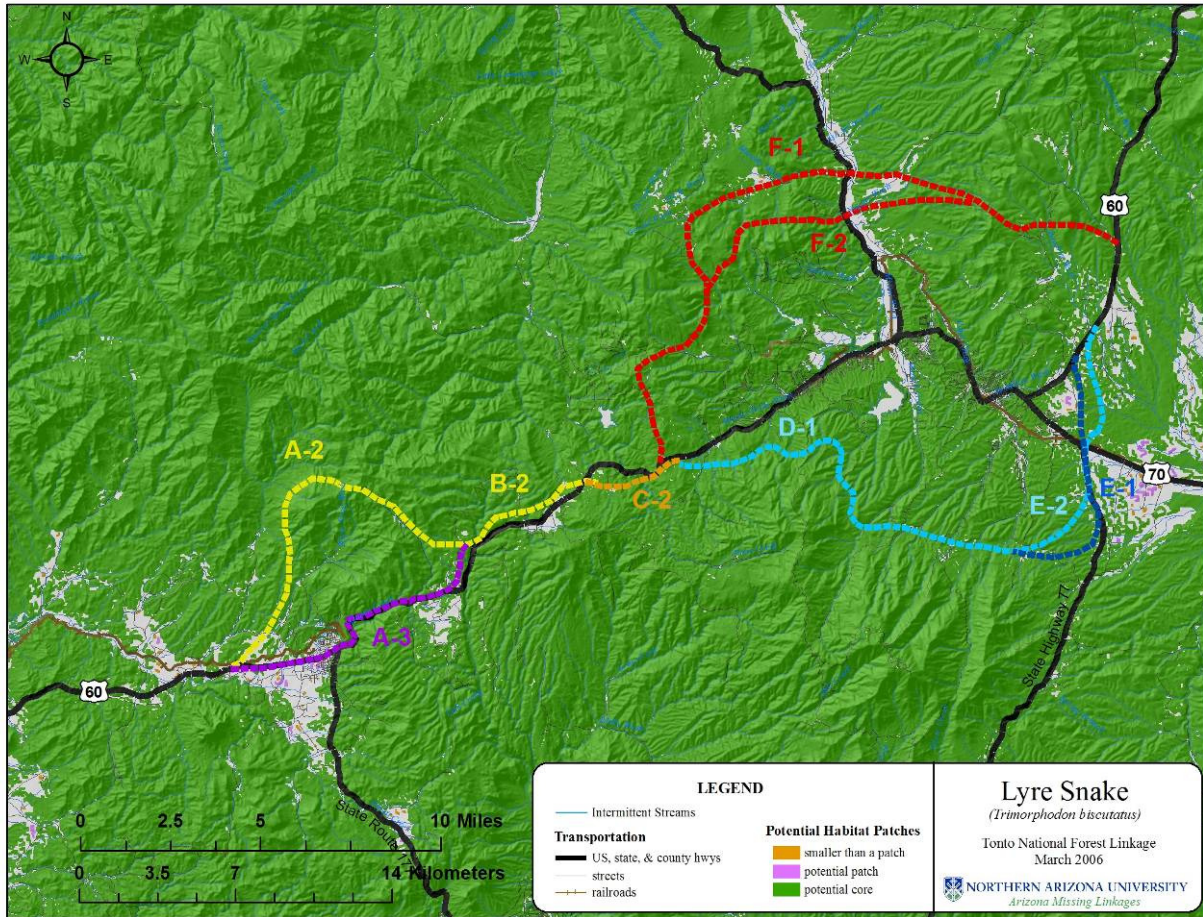 N
W
E
S
F-1
60
F-2
A-2
D-1
B-2
70
C-2
E-1
E-2
A-3
State Highway 77
60
State Route 177
0 2.5 5 10 Miles
0 3.5 7 14 Kilometers
LEGEND
Intermittent Streams
Transportation
US, state, & county hwys
streets
railroads
Potential Habitat Patches
smaller than a patch
potential patch
potential core
Lyre Snake
(Trimorphodon biscutatus)
Tonto National Forest Linkage
March 2006
NORTHERN ARIZONA UNIVERSITY
Arizona Missing Linkages